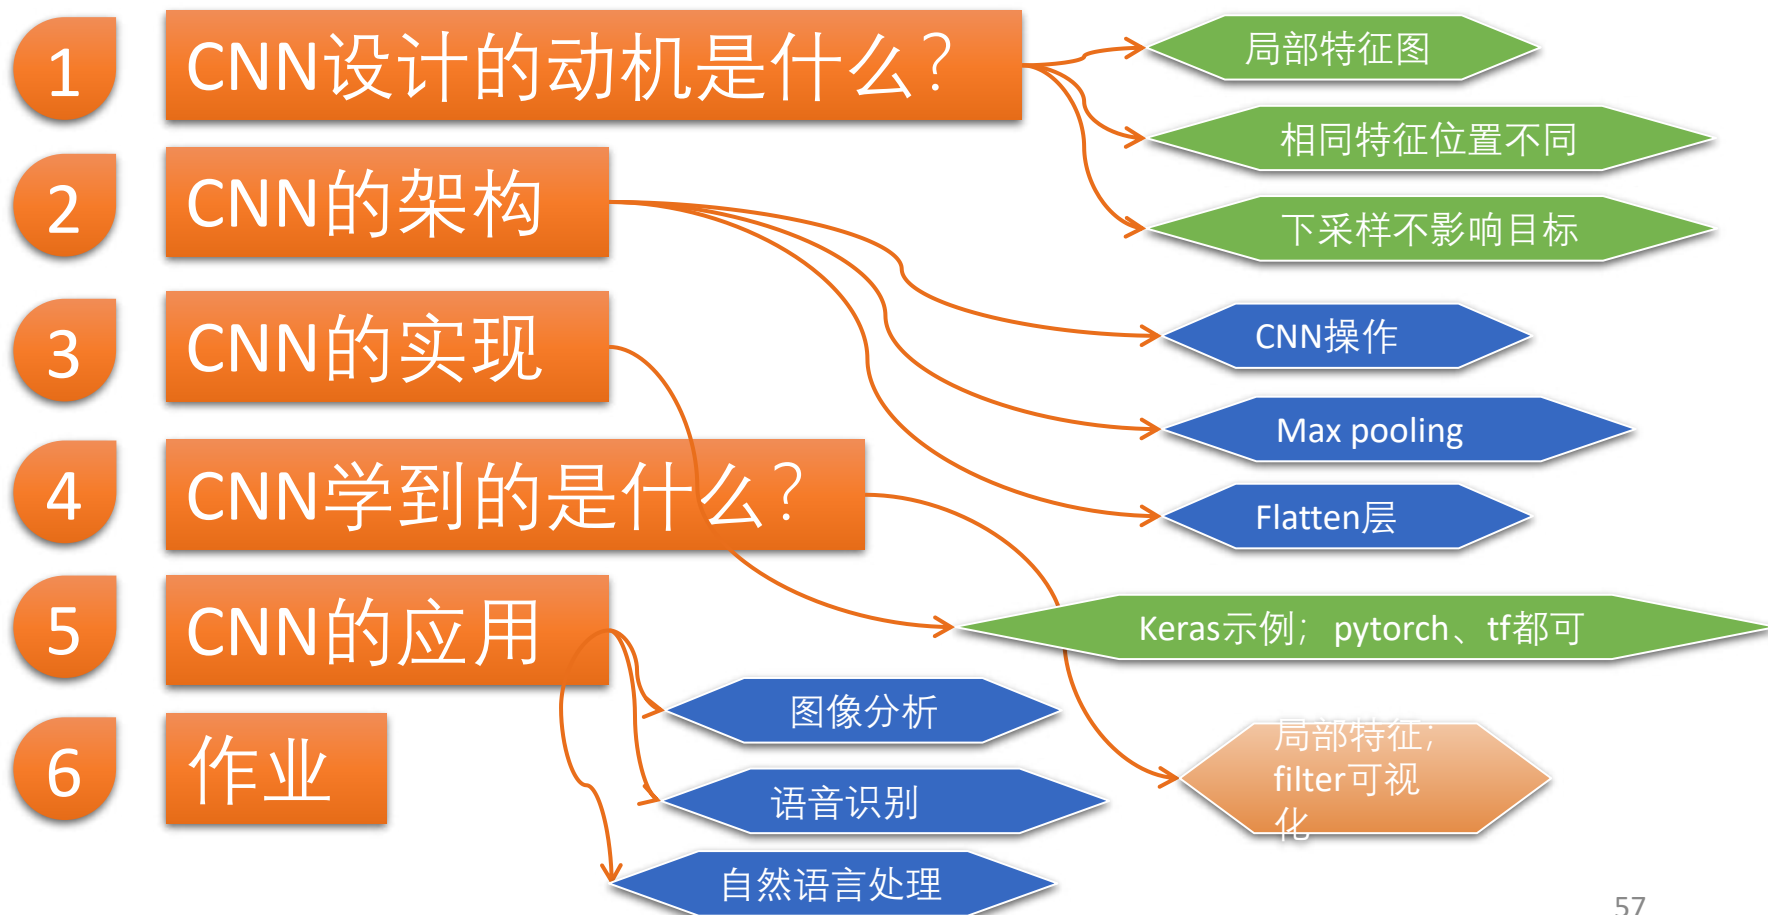 1
CNN设计的动机是什么？
局部特征图
相同特征位置不同
2
CNN的架构
下采样不影响目标
3
CNN的实现
CNN操作
Max pooling
4
CNN学到的是什么？
Flatten层
5
CNN的应用
Keras示例；pytorch、tf都可
图像分析
6
作业
局部特征；
filter可视
化
语音识别
自然语言处理
57